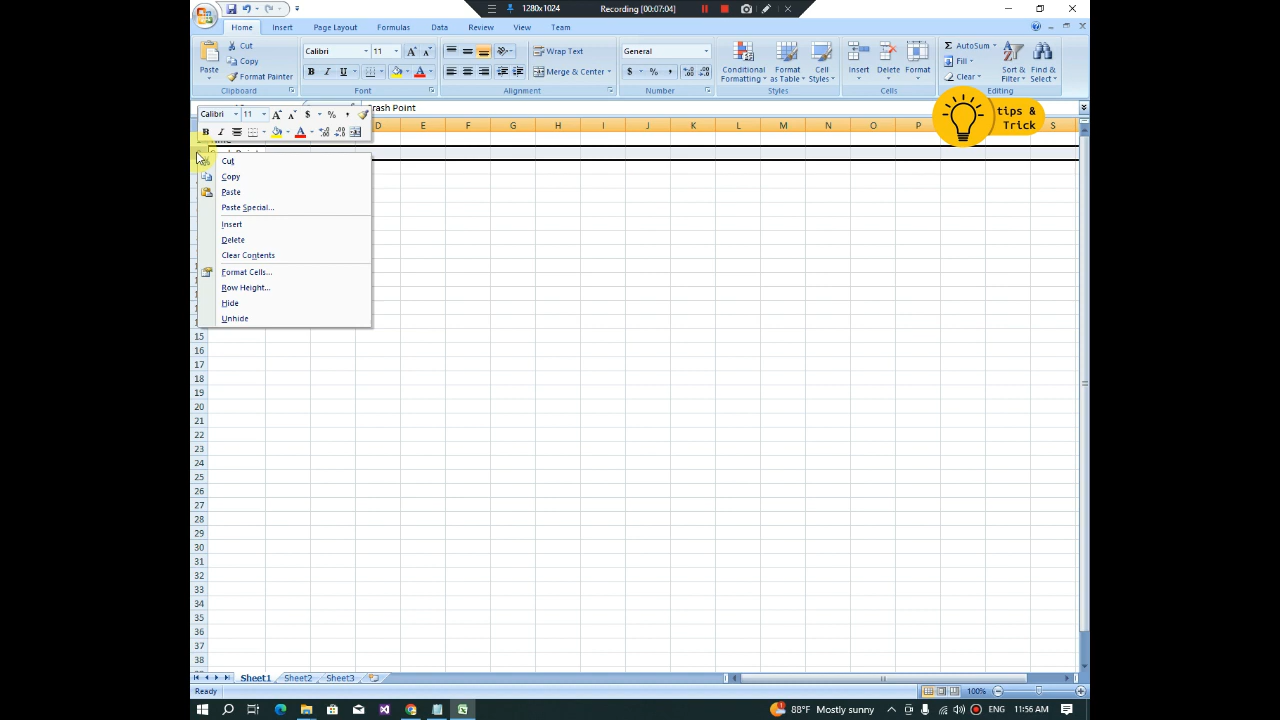 1280x1024 Recording [00:07:04]
Home Insert Page Layout Formulas Data Review View Team
Paste Cut Copy Format Painter
Calibri 11 A A
B I U A
Wrap Text
Merge & Center
General
$ % ,
Conditional Formatting Format as Table Cell Styles
Insert Delete Format
Σ AutoSum Fill Clear
Sort & Filter Find & Select
Clipboard Font Alignment Number Styles Cells Editing
Crash Point
tips &
Trick
Calibri 11 A A $ % ,
B I A
D E F G H I J K L M N O P S
Cut
Copy
Paste
Paste Special...
Insert
Delete
Clear Contents
Format Cells...
Row Height...
Hide
Unhide
15
16
17
18
19
20
21
22
23
24
25
26
27
28
29
30
31
32
33
34
35
36
37
38
Sheet1 Sheet2 Sheet3
Ready 100%
88°F Mostly sunny ENG 11:56 AM